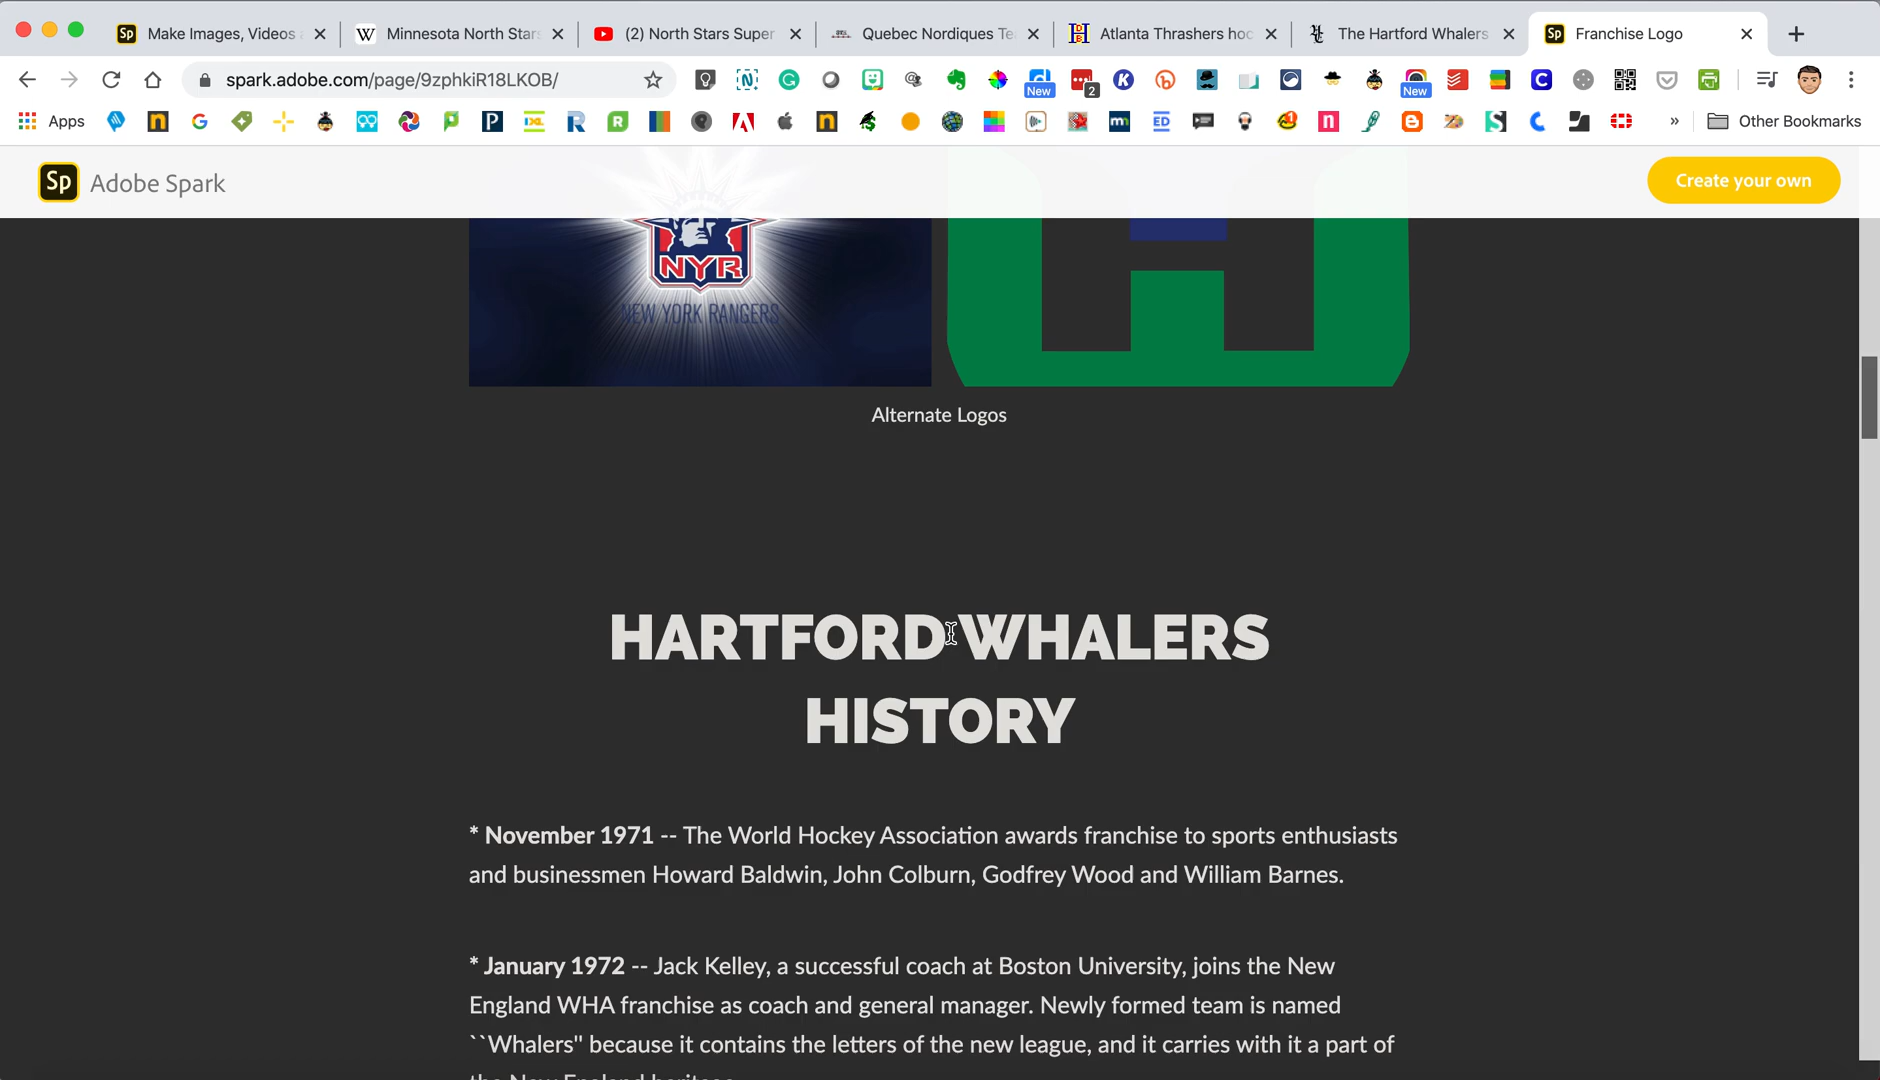 Make Images, Videos a
Minnesota North Stars
(2) North Stars Super
Quebec Nordiques Te
Atlanta Thrashers hoc
The Hartford Whalers
Franchise Logo
spark.adobe.com/page/9zphkiR18LKOB/
New
2
New
Apps
Other Bookmarks
Sp Adobe Spark
Create your own
NYR
NEW YORK RANGERS
Alternate Logos
HARTFORD WHALERS
HISTORY
* November 1971 -- The World Hockey Association awards franchise to sports enthusiasts
and businessmen Howard Baldwin, John Colburn, Godfrey Wood and William Barnes.
* January 1972 -- Jack Kelley, a successful coach at Boston University, joins the New
England WHA franchise as coach and general manager. Newly formed team is named
``Whalers'' because it contains the letters of the new league, and it carries with it a part of